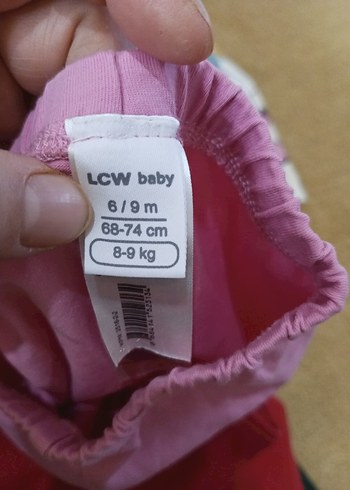 LCW baby
6 / 9 m
68-74 cm
8-9 kg